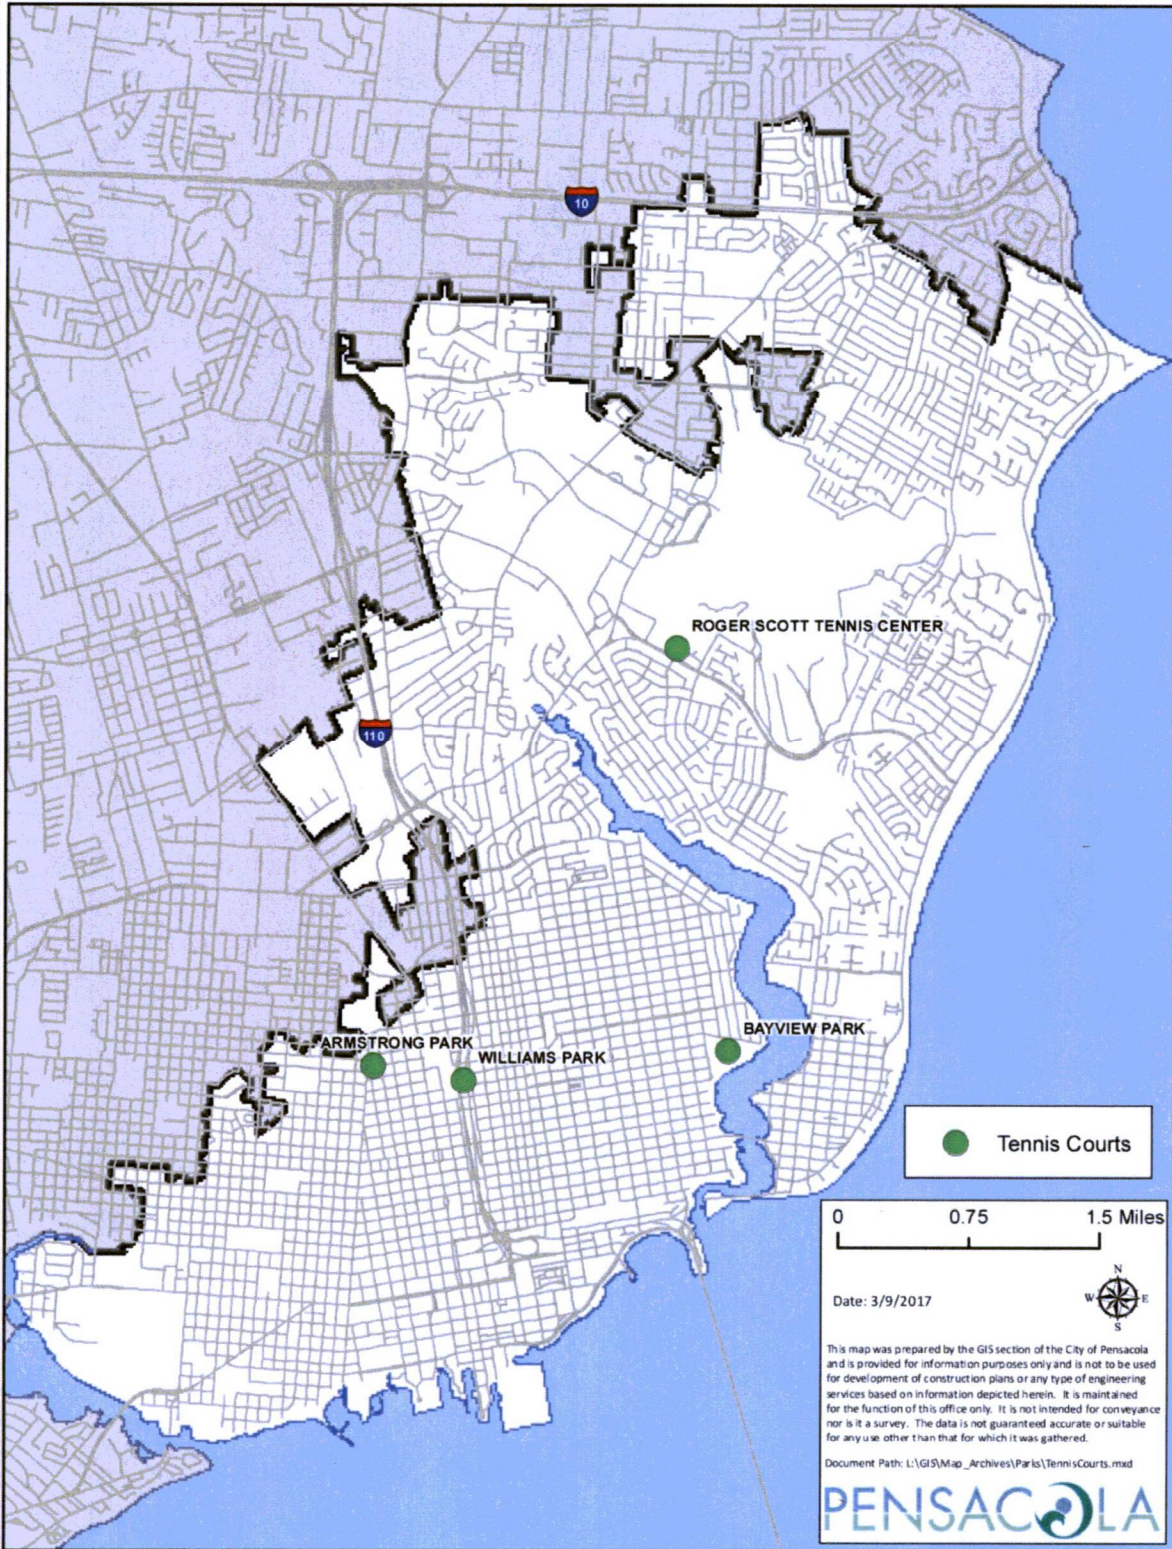 10
ROGER SCOTT TENNIS CENTER
110
BAYVIEW PARK
ARMSTRONG PARK
WILLIAMS PARK
Tennis Courts
0 0.75 1.5 Miles
Date: 3/9/2017
N
W E
S
This map was prepared by the GIS section of the City of Pensacola
and is provided for information purposes only and is not to be used
for development of construction plans or any type of engineering
services based on information depicted herein. It is maintained
for the function of this office only. It is not intended for conveyance
nor is it a survey. The data is not guaranteed accurate or suitable
for any use other than that for which it was gathered.
Document Path: L:\GIS\Map_Archives\Parks\TennisCourts.mxd
PENSACOLA